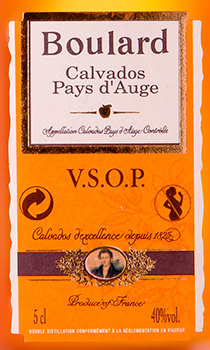 Boulard
Calvados
Pays d'Auge
Appellation Calvados Pays d'Auge Contrôlée
V.S.O.P.
Calvados d'excellence depuis 1825
Produce of France
5 cl 40%vol.
DOUBLE DISTILLATION CONFORMÉMENT À LA RÉGLEMENTATION EN VIGUEUR